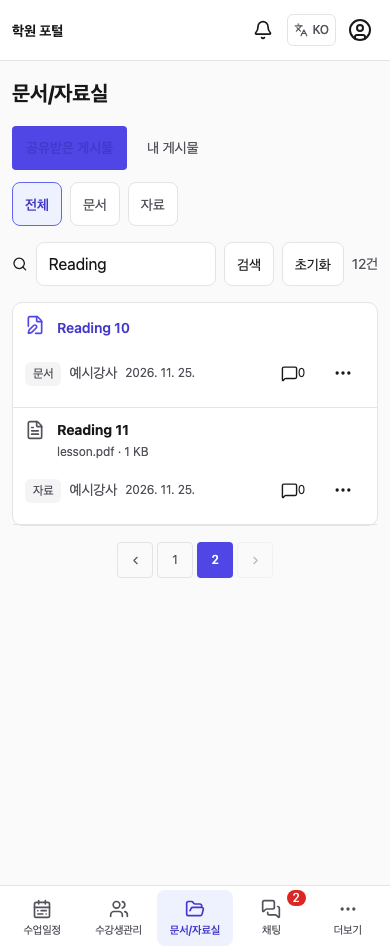 학원 포털
KO
문서/자료실
공유받은 게시물
내 게시물
전체
문서
자료
Reading
검색
초기화
12건
Reading 10
문서 예시강사 2026. 11. 25.
0
Reading 11
lesson.pdf · 1 KB
자료 예시강사 2026. 11. 25.
0
1
2
수업일정
수강생관리
문서/자료실
채팅
2
더보기